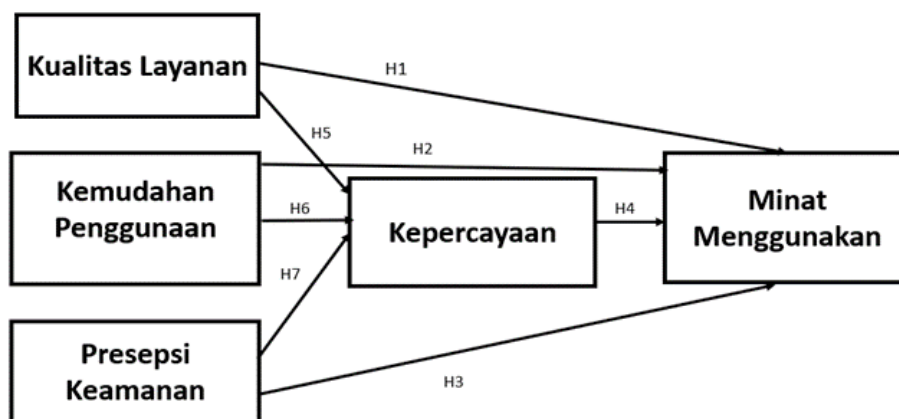 Kualitas Layanan
H1
H5
H2
Kemudahan
Penggunaan
H6
Kepercayaan
H4
Minat
Menggunakan
H7
Presepsi
Keamanan
H3